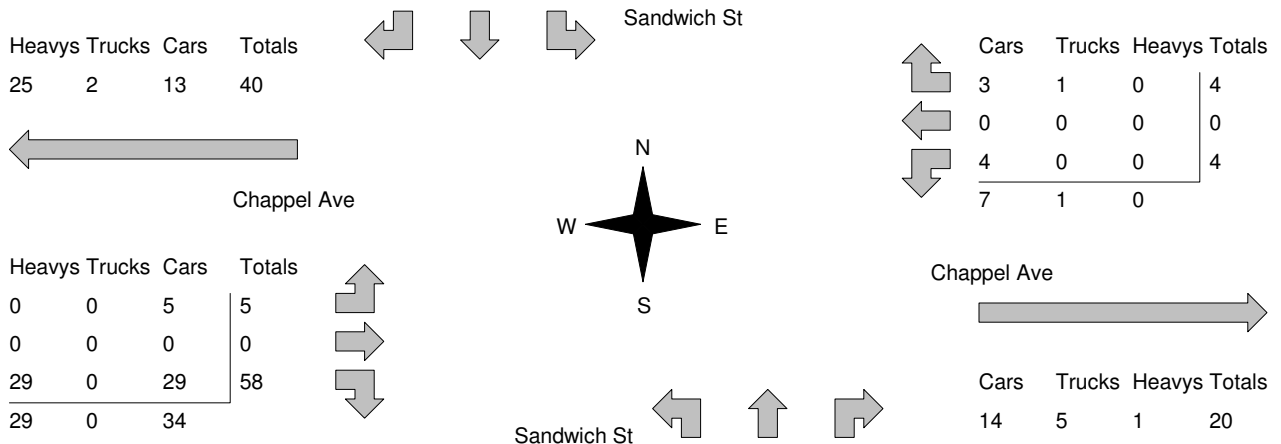 Sandwich St
Heavys Trucks Cars Totals
25 2 13 40
Cars Trucks Heavys Totals
3 1 0 4
0 0 0 0
4 0 0 4
7 1 0
N
W E
S
Chappel Ave
Heavys Trucks Cars Totals
0 0 5 5
0 0 0 0
29 0 29 58
29 0 34
Chappel Ave
Cars Trucks Heavys Totals
14 5 1 20
Sandwich St